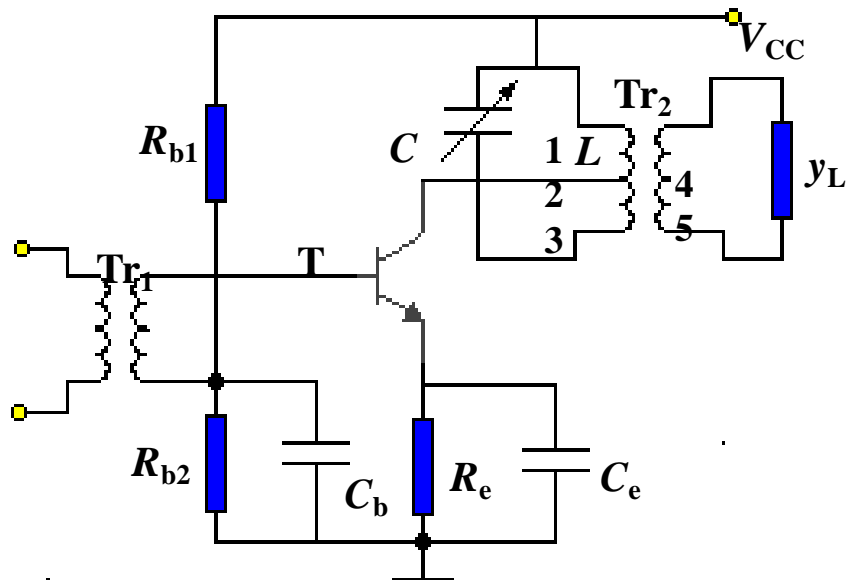 V_CC
Tr_2
R_b1
C
1 L
y_L
2
4
3
5
T
Tr_1
R_b2
C_b
R_e
C_e